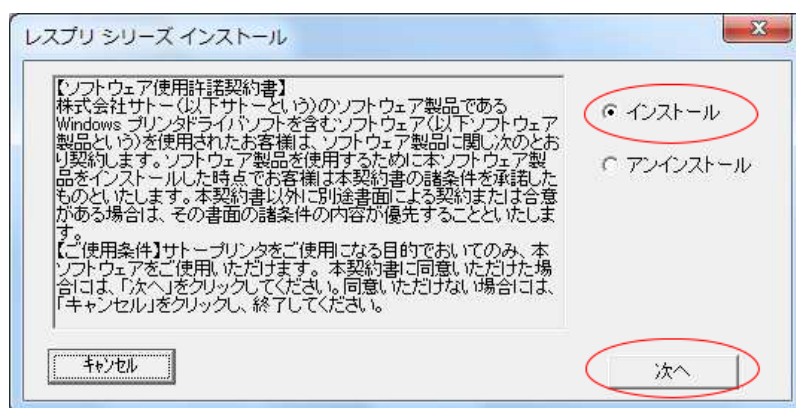 レスプリ シリーズ インストール
【ソフトウェア使用許諾契約書】
株式会社サトー(以下サトーという)のソフトウェア製品である
Windows プリンタドライバソフトを含むソフトウェア(以下ソフトウェア
製品という)を使用されたお客様は、ソフトウェア製品に関し次のとお
り契約します。ソフトウェア製品を使用するために本ソフトウェア製
品をインストールした時点でお客様は本契約書の諸条件を承諾した
ものといたします。本契約書以外に別途書面による契約または合意
がある場合は、その書面の諸条件の内容が優先することといたしま
す。
【ご使用条件】サトープリンタをご使用になる目的でおいてのみ、本
ソフトウェアをご使用いただけます。本契約書に同意いただけた場
合には、「次へ」をクリックしてください。同意いただけない場合には、
「キャンセル」をクリックし、終了してください。
インストール
アンインストール
キャンセル
次へ